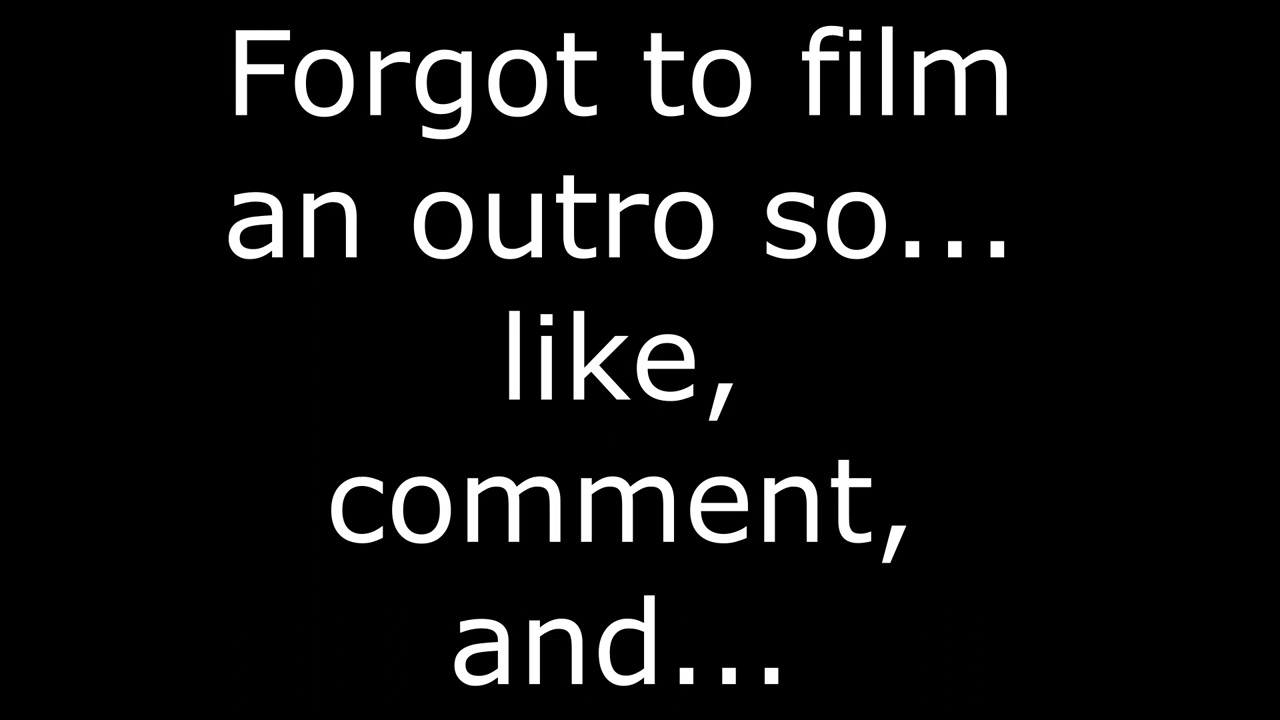 Forgot to film
an outro so...
like,
comment,
and...